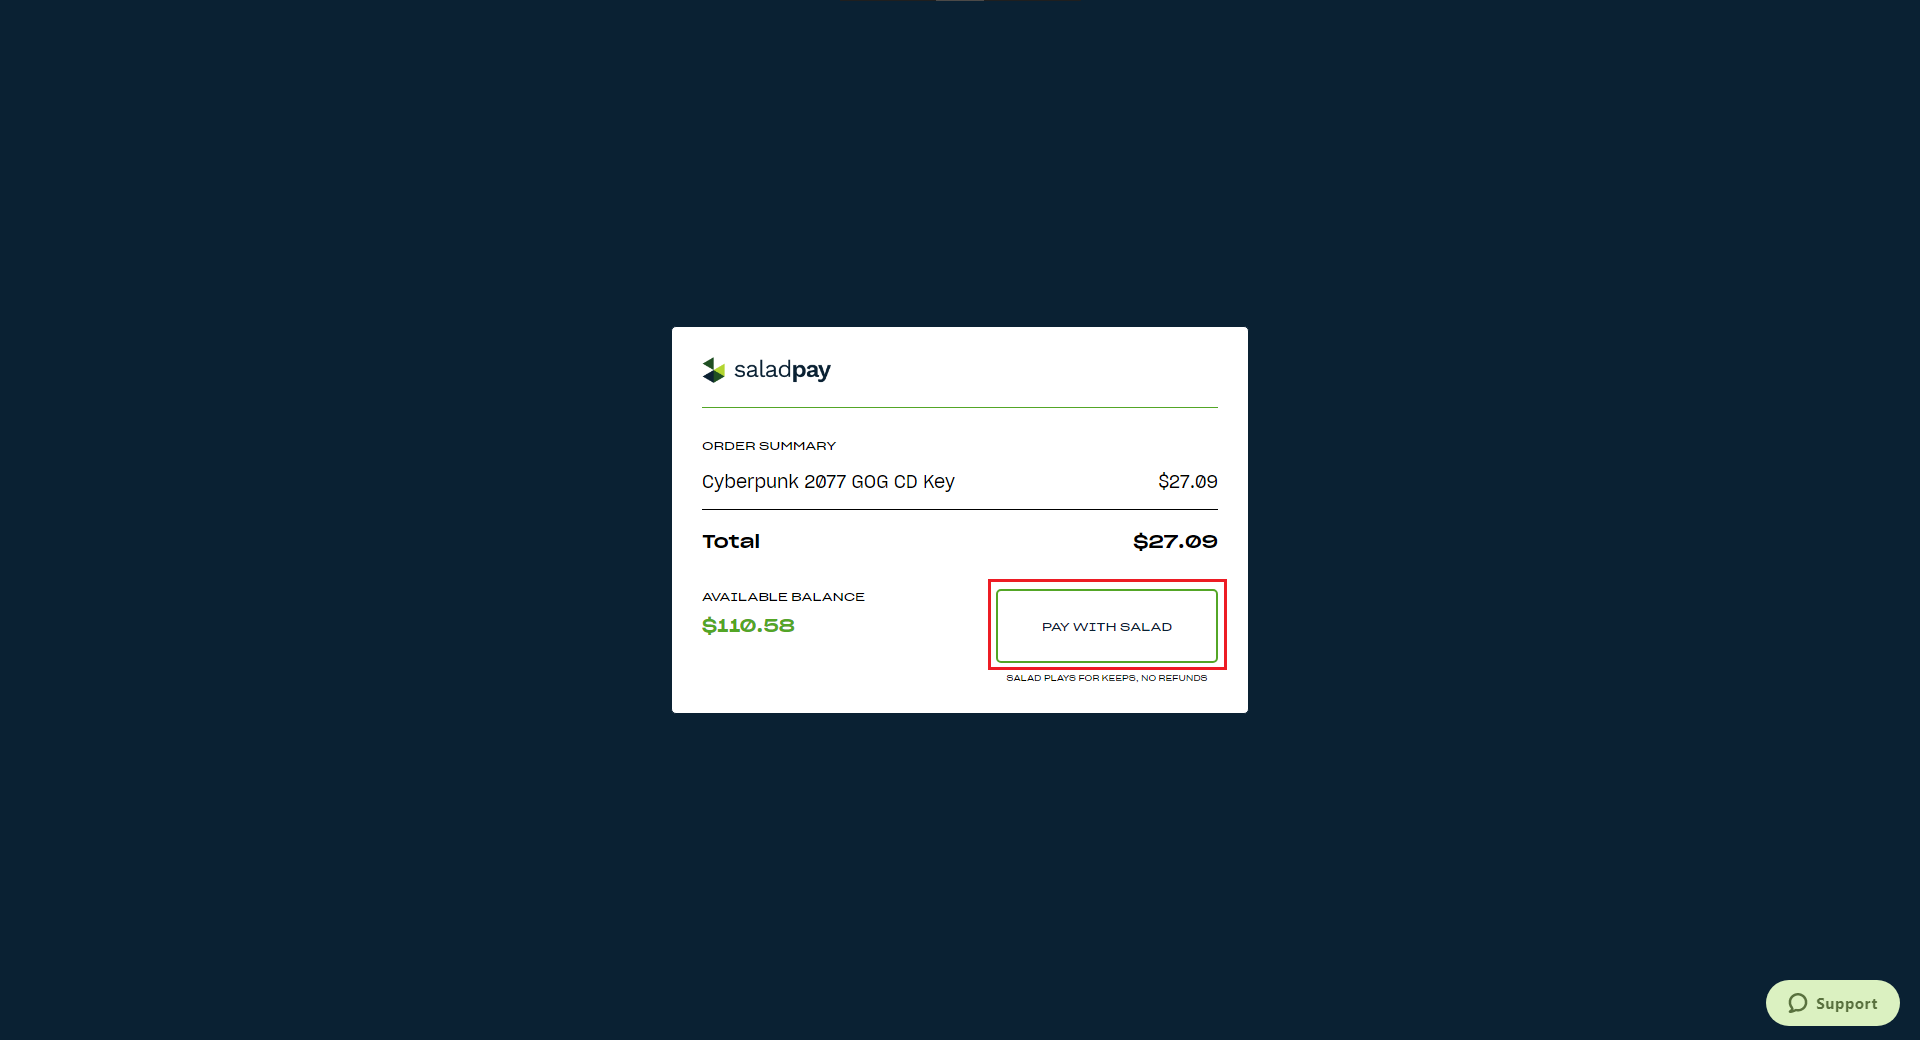 saladpay
ORDER SUMMARY
Cyberpunk 2077 GOG CD Key $27.09
Total $27.09
AVAILABLE BALANCE
$110.58
PAY WITH SALAD
SALAD PLAYS FOR KEEPS, NO REFUNDS
Support